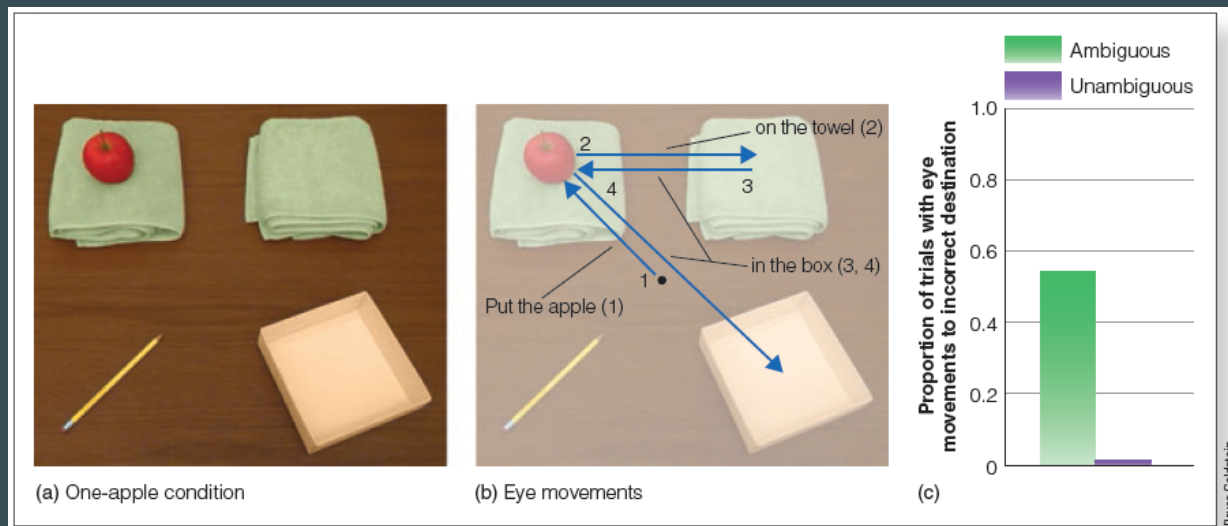 Ambiguous
Unambiguous
1.0
0.8
0.6
0.4
0.2
0
Proportion of trials with eye
movements to incorrect destination
on the towel (2)
2
3
4
in the box (3, 4)
1
Put the apple (1)
(a) One-apple condition
(b) Eye movements
(c)